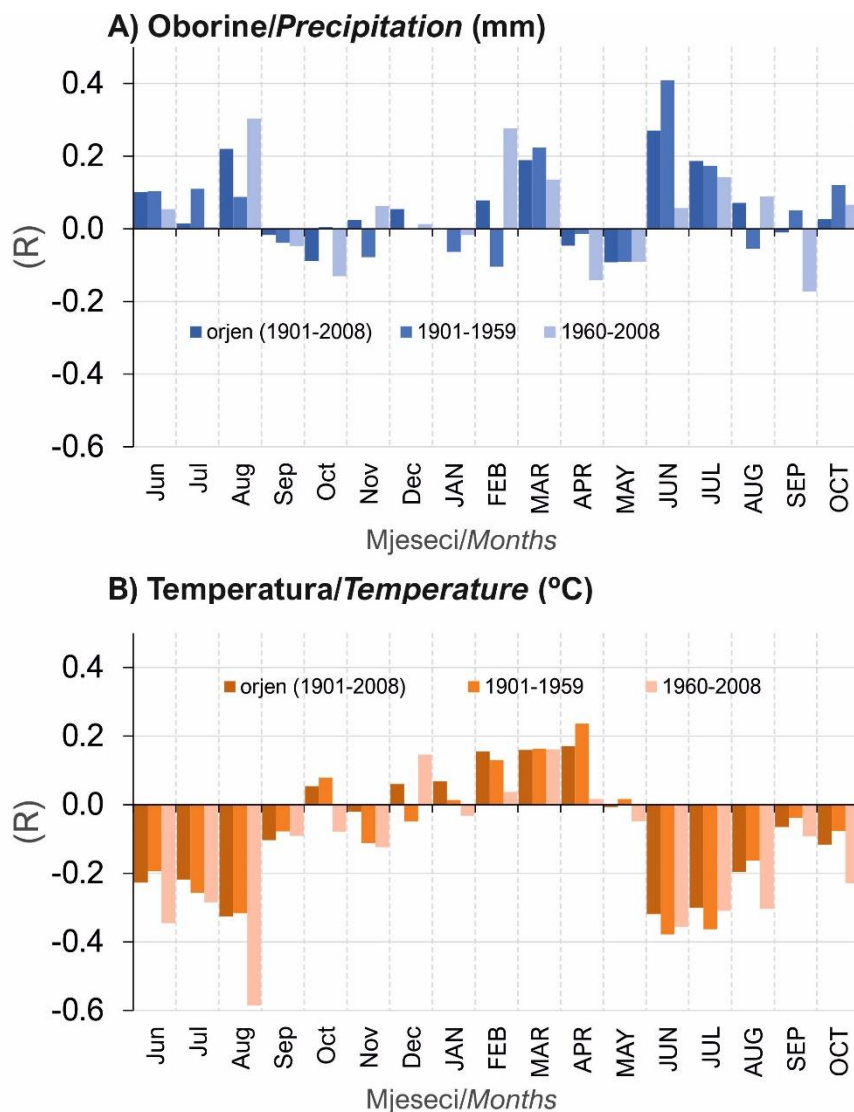 A) Oborine/Precipitation (mm)
0.4
0.2
0.0
-0.2
-0.4
-0.6
(R)
orjen (1901-2008) 1901-1959 1960-2008
Jun Jul Aug Sep Oct Nov Dec JAN FEB MAR APR MAY JUN JUL AUG SEP OCT
Mjeseci/Months
B) Temperatura/Temperature (ºC)
0.4
0.2
0.0
-0.2
-0.4
-0.6
(R)
orjen (1901-2008) 1901-1959 1960-2008
Jun Jul Aug Sep Oct Nov Dec JAN FEB MAR APR MAY JUN JUL AUG SEP OCT
Mjeseci/Months